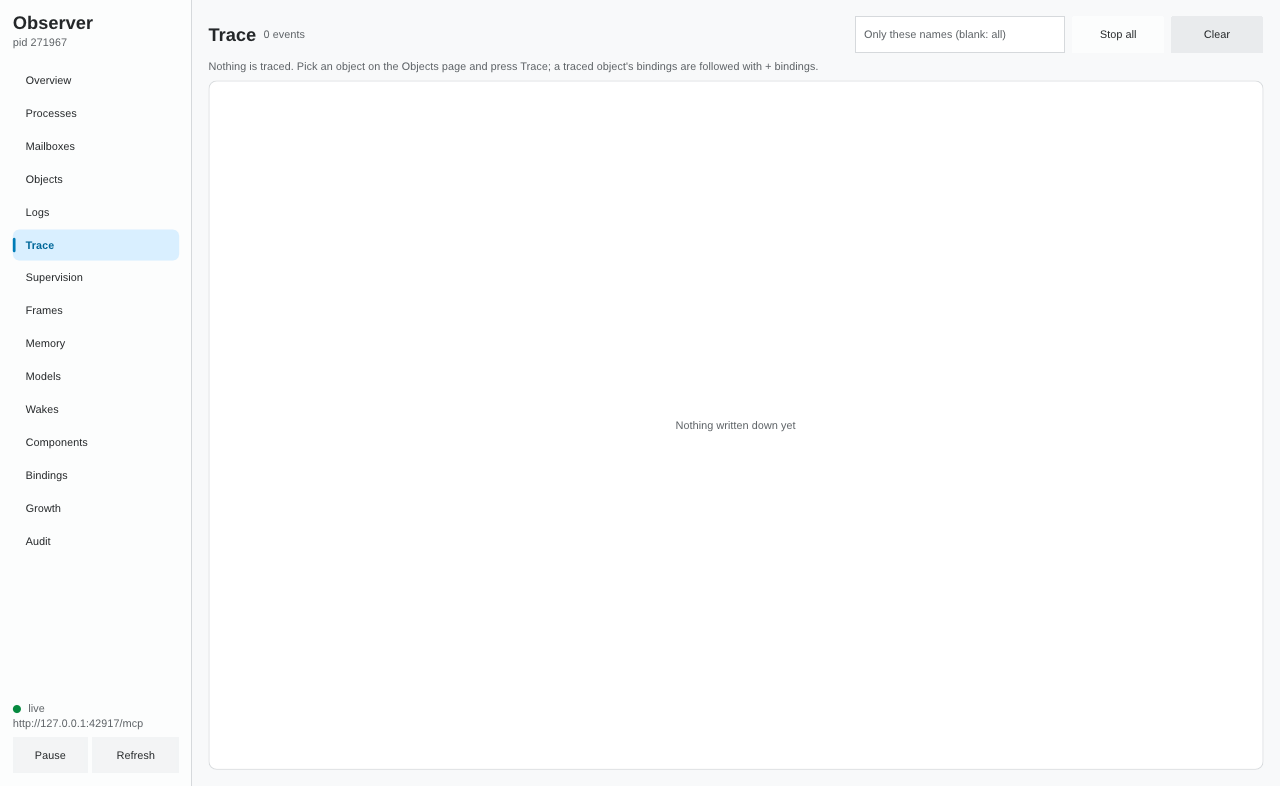 Observer
pid 271967
Overview
Processes
Mailboxes
Objects
Logs
Trace
Supervision
Frames
Memory
Models
Wakes
Components
Bindings
Growth
Audit
live
http://127.0.0.1:42917/mcp
Pause
Refresh
Trace
0 events
Only these names (blank: all)
Stop all
Clear
Nothing is traced. Pick an object on the Objects page and press Trace; a traced object's bindings are followed with + bindings.
Nothing written down yet